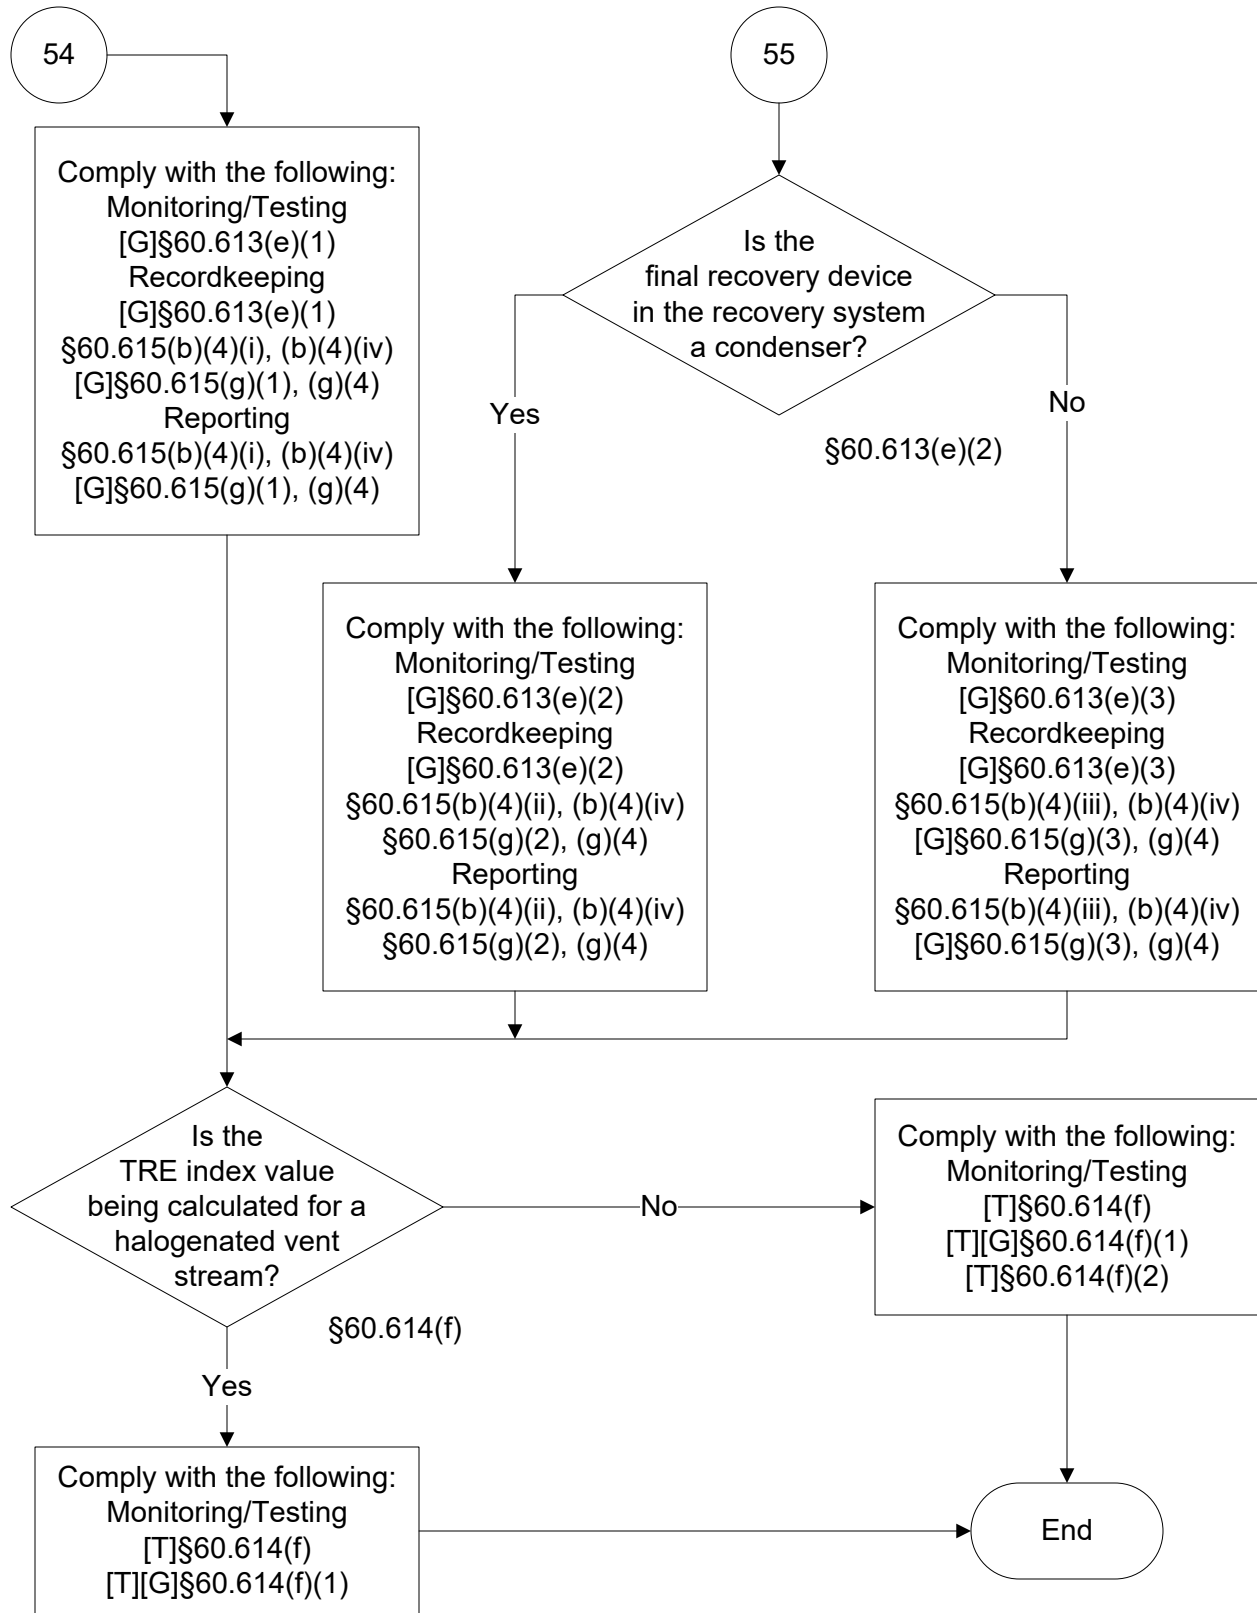 54
Comply with the following:
Monitoring/Testing
[G]§60.613(e)(1)
Recordkeeping
[G]§60.613(e)(1)
§60.615(b)(4)(i), (b)(4)(iv)
[G]§60.615(g)(1), (g)(4)
Reporting
§60.615(b)(4)(i), (b)(4)(iv)
[G]§60.615(g)(1), (g)(4)
55
Is the
final recovery device
in the recovery system
a condenser?
Yes
No
§60.613(e)(2)
Comply with the following:
Monitoring/Testing
[G]§60.613(e)(2)
Recordkeeping
[G]§60.613(e)(2)
§60.615(b)(4)(ii), (b)(4)(iv)
§60.615(g)(2), (g)(4)
Reporting
§60.615(b)(4)(ii), (b)(4)(iv)
§60.615(g)(2), (g)(4)
Comply with the following:
Monitoring/Testing
[G]§60.613(e)(3)
Recordkeeping
[G]§60.613(e)(3)
§60.615(b)(4)(iii), (b)(4)(iv)
[G]§60.615(g)(3), (g)(4)
Reporting
§60.615(b)(4)(iii), (b)(4)(iv)
[G]§60.615(g)(3), (g)(4)
Is the
TRE index value
being calculated for a
halogenated vent
stream?
No
§60.614(f)
Yes
Comply with the following:
Monitoring/Testing
[T]§60.614(f)
[T][G]§60.614(f)(1)
[T]§60.614(f)(2)
Comply with the following:
Monitoring/Testing
[T]§60.614(f)
[T][G]§60.614(f)(1)
End